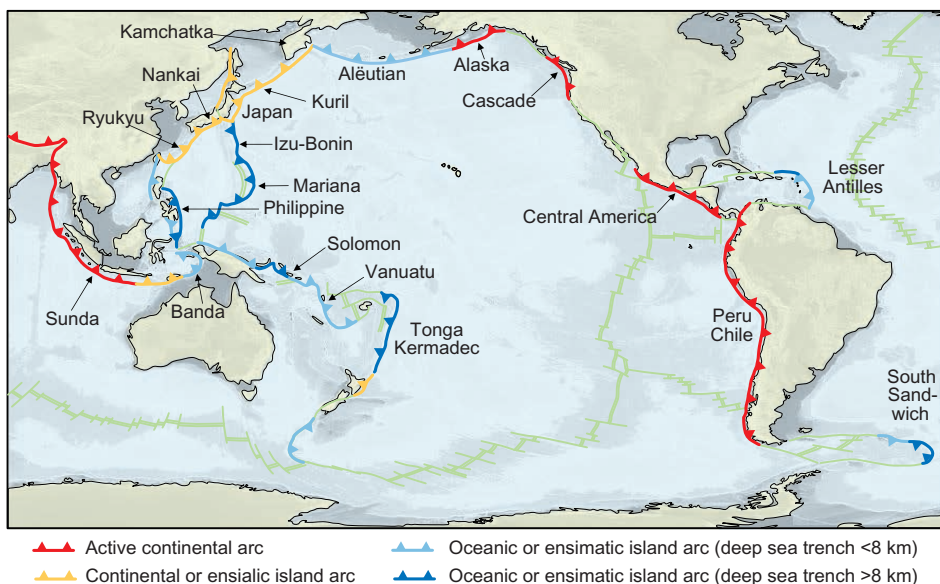 Kamchatka
Nankai
Ryukyu
Japan
Kuril
Alëutian
Alaska
Cascade
Izu-Bonin
Mariana
Philippine
Lesser
Antilles
Central America
Solomon
Vanuatu
Sunda
Banda
Tonga
Kermadec
Peru
Chile
South
Sand-
wich
Active continental arc
Oceanic or ensimatic island arc (deep sea trench <8 km)
Continental or ensialic island arc
Oceanic or ensimatic island arc (deep sea trench >8 km)